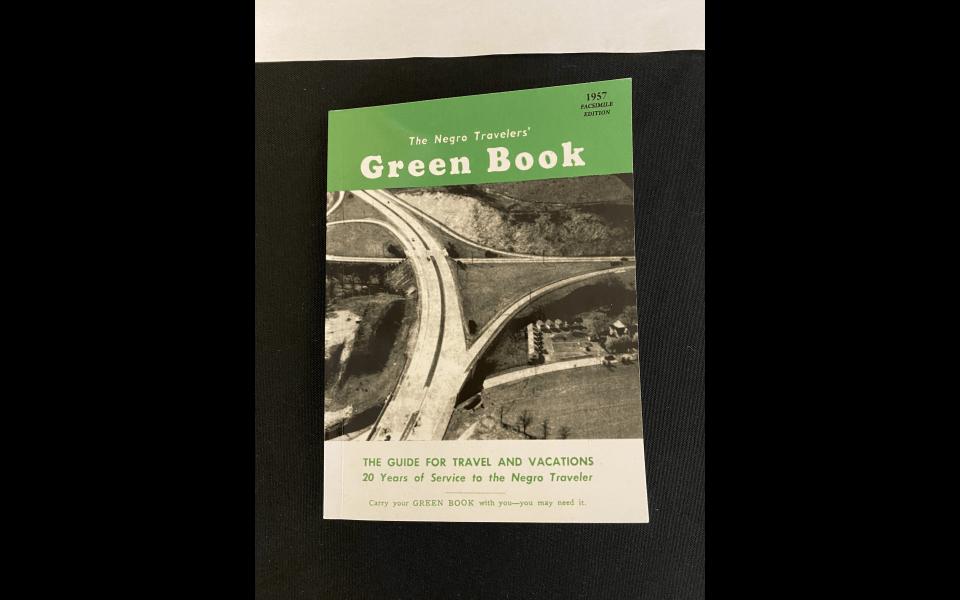 1957
FACSIMILE
EDITION
The Negro Travelers'
Green Book
THE GUIDE FOR TRAVEL AND VACATIONS
20 Years of Service to the Negro Traveler
Carry your GREEN BOOK with you—you may need it.